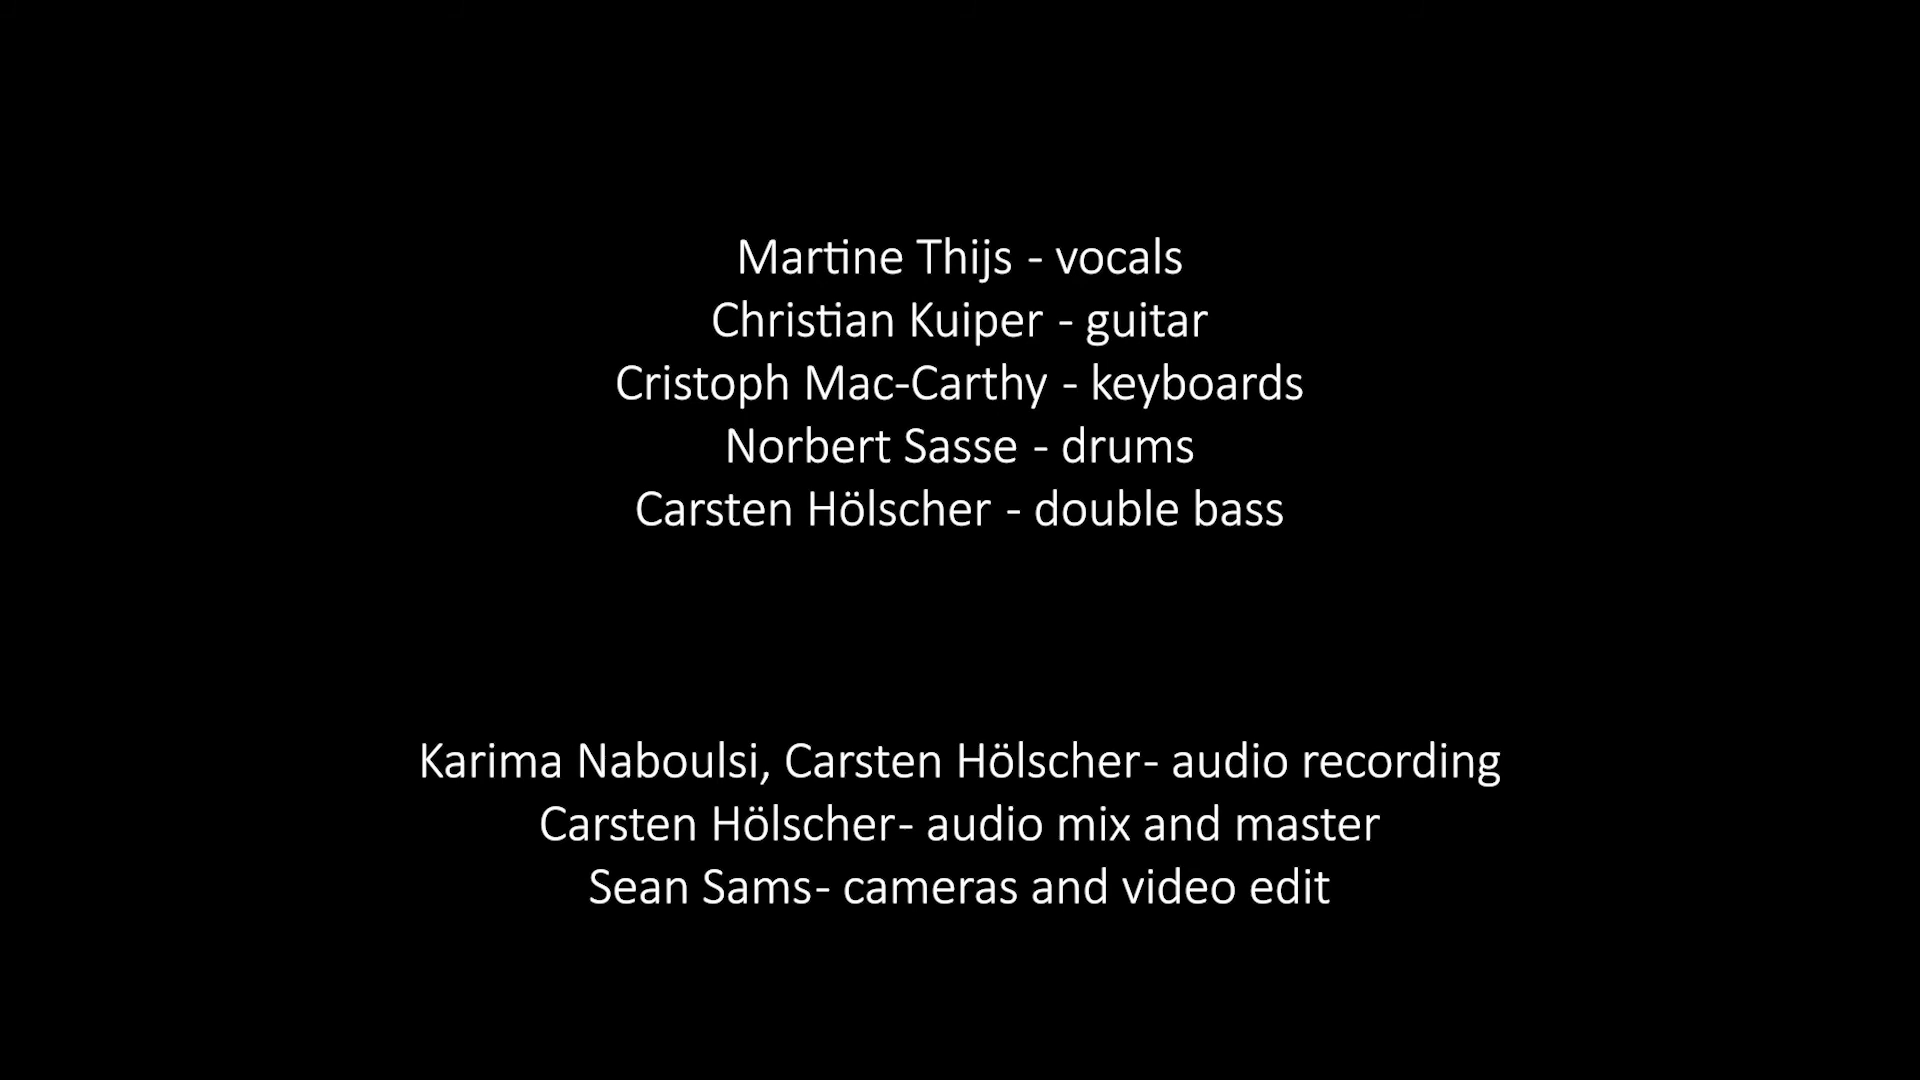 Martine Thijs - vocals
Christian Kuiper - guitar
Cristoph Mac-Carthy - keyboards
Norbert Sasse - drums
Carsten Hölscher - double bass
Karima Naboulsi, Carsten Hölscher- audio recording
Carsten Hölscher- audio mix and master
Sean Sams- cameras and video edit